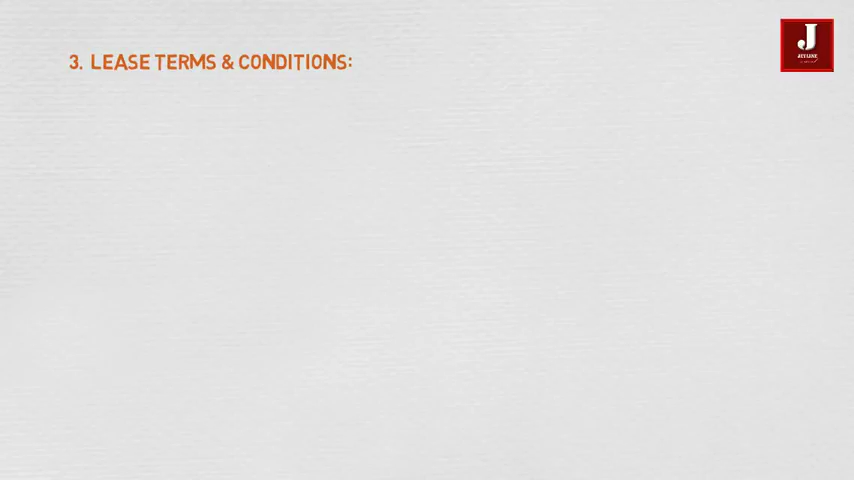 3. LEASE TERMS & CONDITIONS:
J